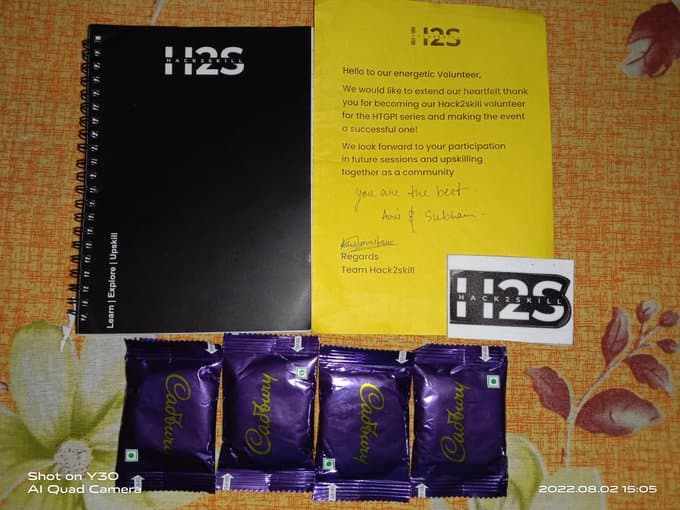 H2S
HACK2SKILL
Learn | Explore | Upskill
H2S
Hello to our energetic Volunteer,
We would like to extend our heartfelt thank
you for becoming our Hack2skill volunteer
for the HTGPI series and making the event
a successful one!
We look forward to your participation
in future sessions and upskilling
together as a community
you are the best
& Subham.
Regards
Team Hack2skill
H2S
HACK2SKILL
Cadbury
Cadbury
Cadbury
Cadbury
Shot on Y30
AI Quad Camera
2022.08.02 15:05